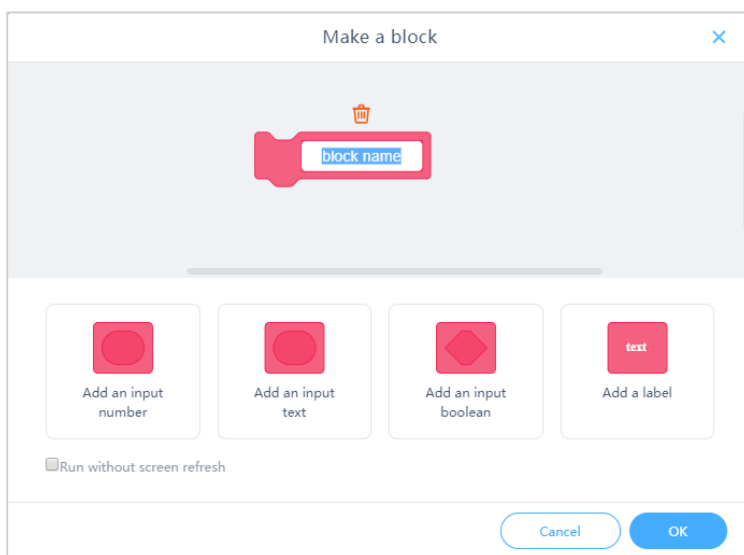 Make a block
block name
text
Add an input
number
Add an input
text
Add an input
boolean
Add a label
Run without screen refresh
Cancel
OK